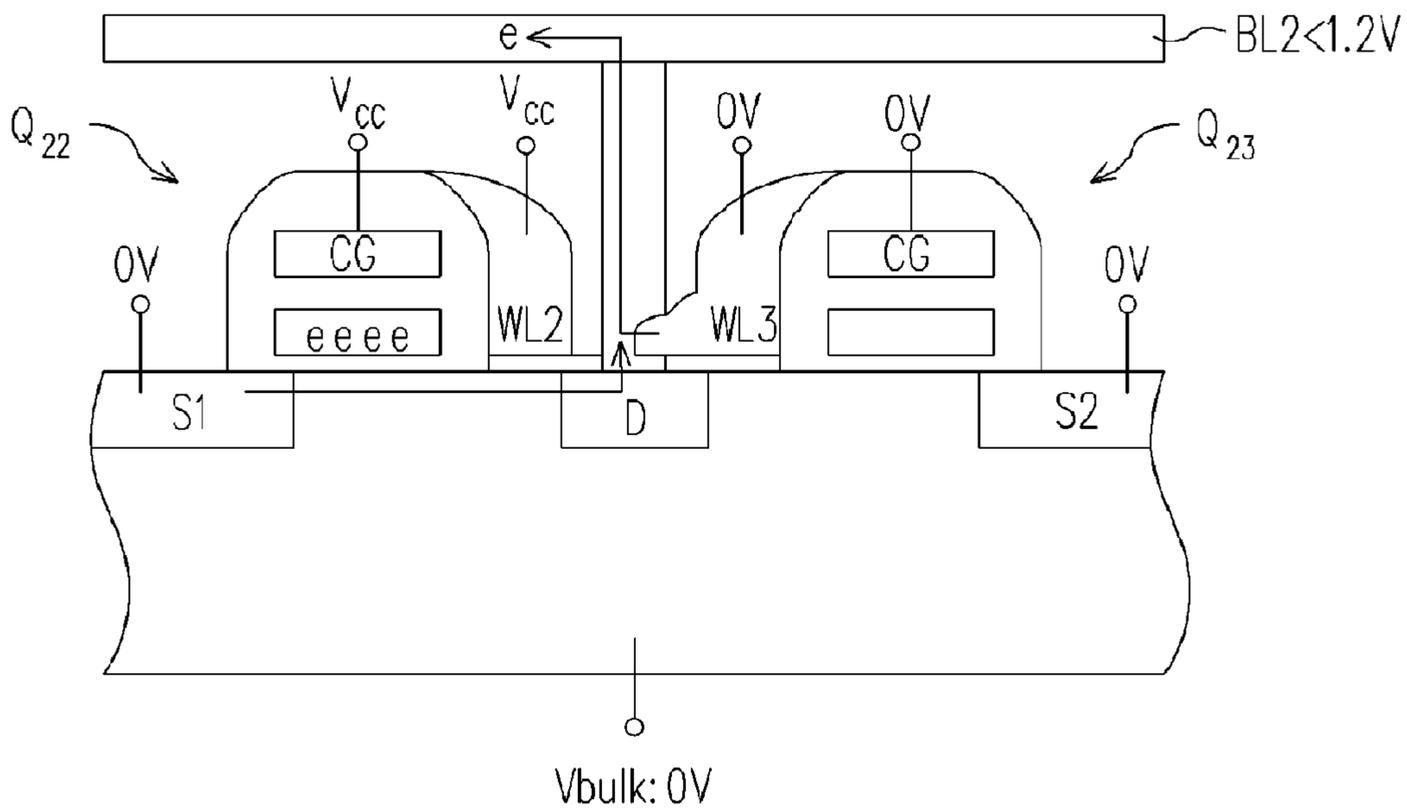 e
BL2<1.2V
Vcc
Vcc
0V
0V
Q22
Q23
0V
CG
CG
0V
eeee
WL2
WL3
S1
D
S2
Vbulk: 0V